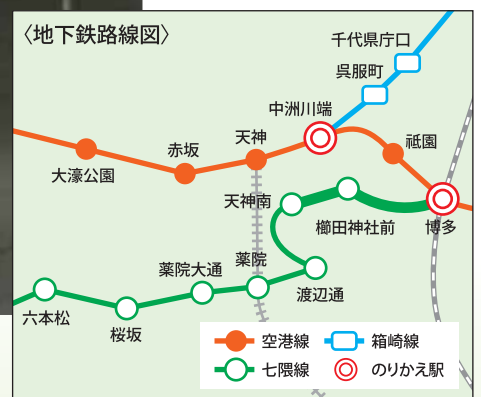 〈地下鉄路線図〉
千代県庁口
呉服町
中洲川端
天神
祇園
赤坂
大濠公園
天神南
櫛田神社前
博多
薬院
薬院大通
渡辺通
六本松
桜坂
空港線
箱崎線
七隈線
のりかえ駅